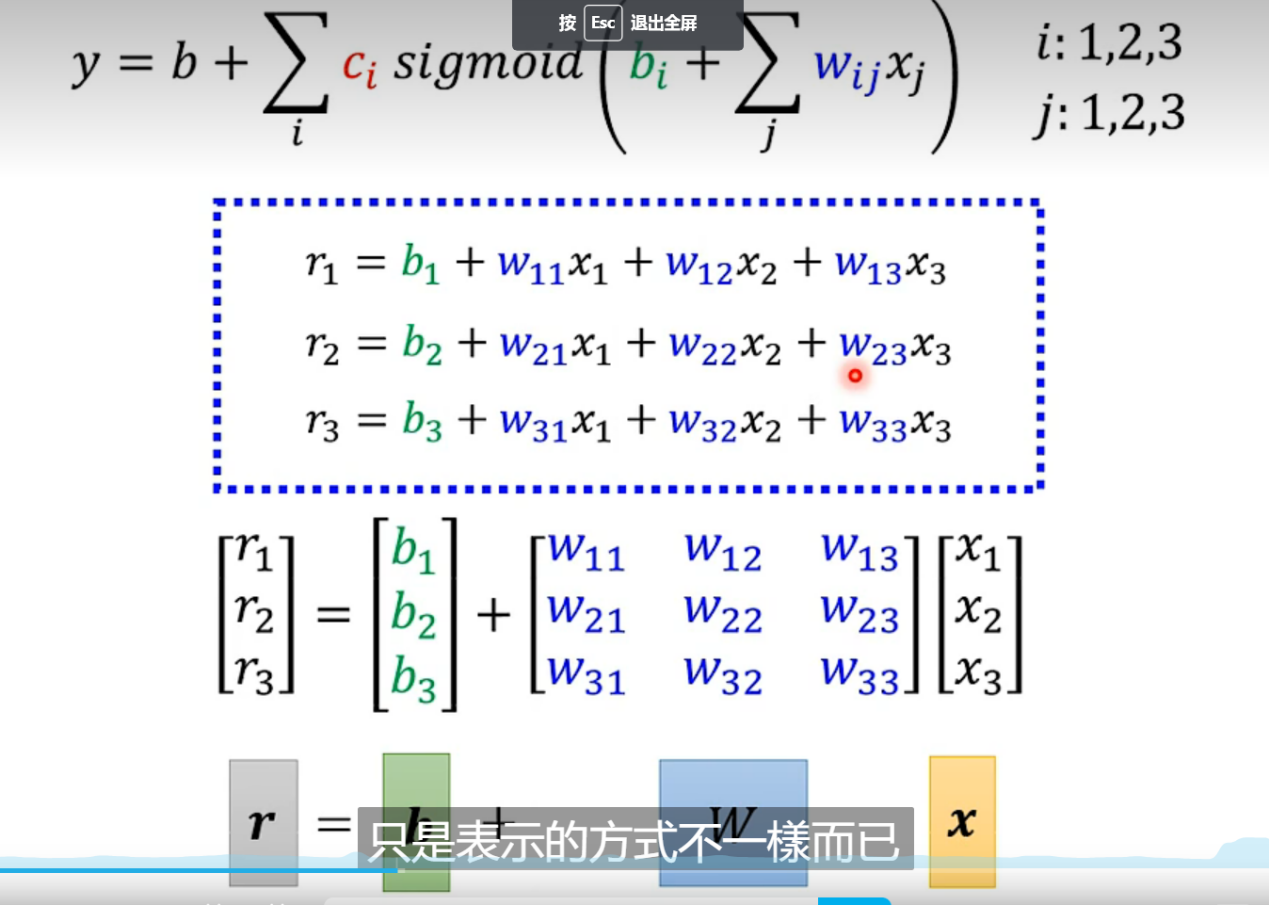 按 Esc 退出全屏
y = b + ∑ᵢ cᵢ sigmoid ( bᵢ + ∑ⱼ wᵢⱼxⱼ )
i: 1,2,3
j: 1,2,3
r₁ = b₁ + w₁₁x₁ + w₁₂x₂ + w₁₃x₃
r₂ = b₂ + w₂₁x₁ + w₂₂x₂ + w₂₃x₃
r₃ = b₃ + w₃₁x₁ + w₃₂x₂ + w₃₃x₃
[r₁] = [b₁] + [w₁₁ w₁₂ w₁₃] [x₁]
[r₂] = [b₂] + [w₂₁ w₂₂ w₂₃] [x₂]
[r₃] = [b₃] + [w₃₁ w₃₂ w₃₃] [x₃]
r = b + W x
只是表示的方式不一樣而已